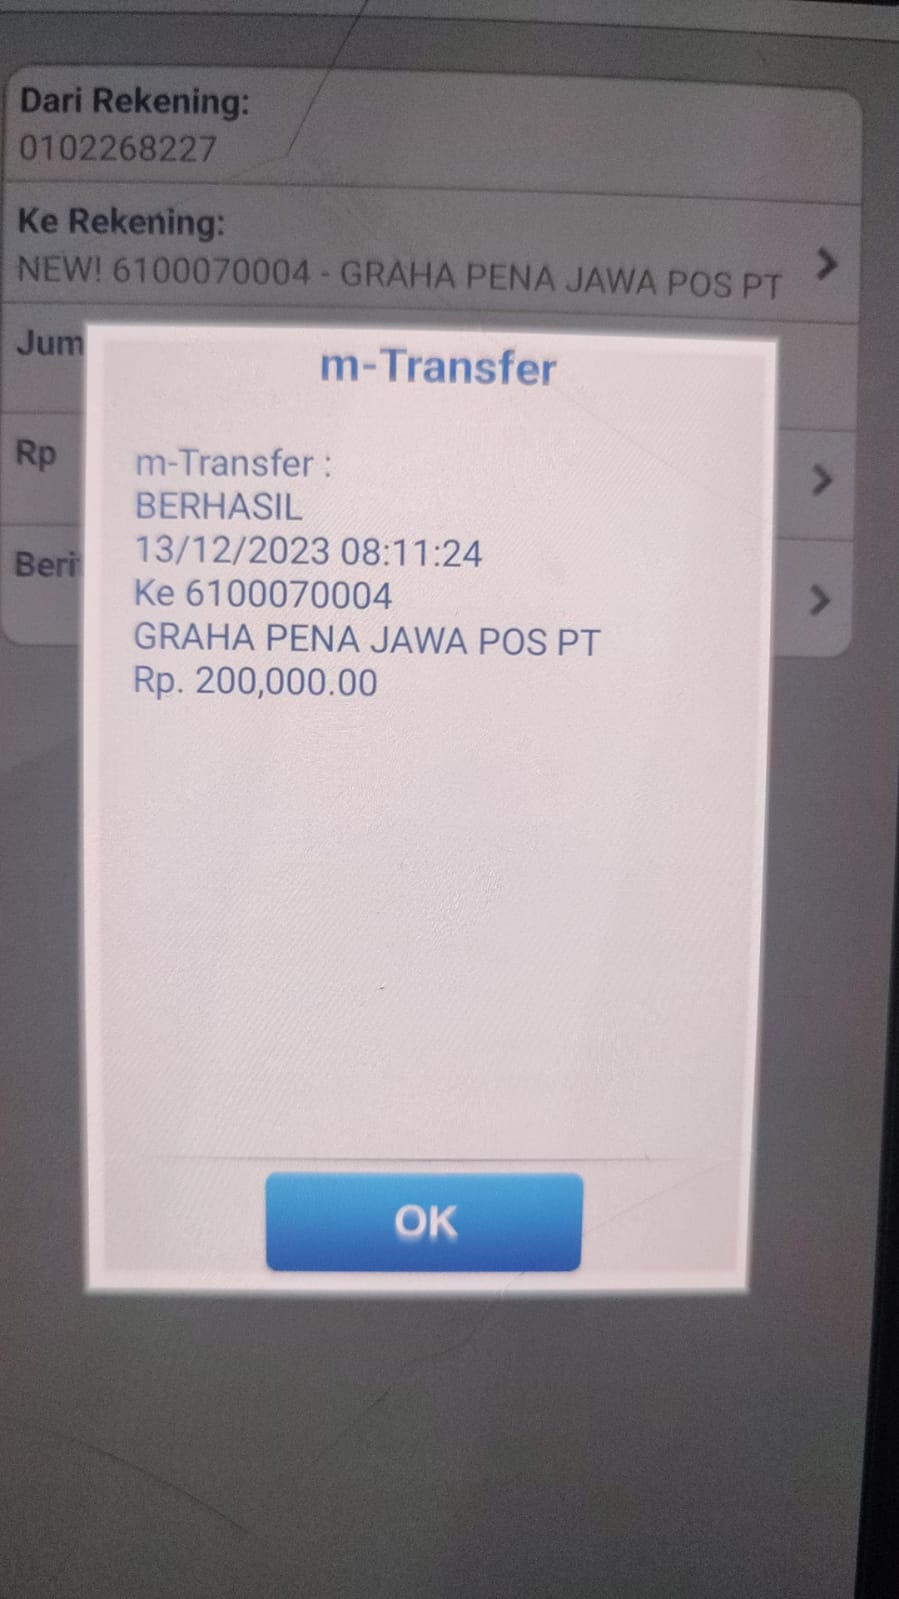 Dari Rekening:
0102268227
Ke Rekening:
NEW! 6100070004 - GRAHA PENA JAWA POS PT
Jum
m-Transfer
Rp
m-Transfer :
BERHASIL
13/12/2023 08:11:24
Beri
Ke 6100070004
GRAHA PENA JAWA POS PT
Rp. 200,000.00
OK